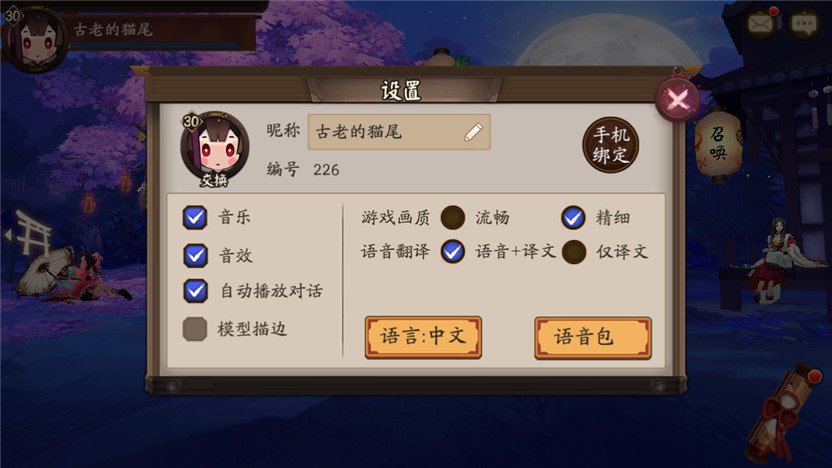 30
古老的猫尾
设置
30
交换
昵称 古老的猫尾
编号 226
手机
绑定
召
唤
音乐
音效
自动播放对话
模型描边
游戏画质 流畅 精细
语音翻译 语音+译文 仅译文
语言:中文
语音包